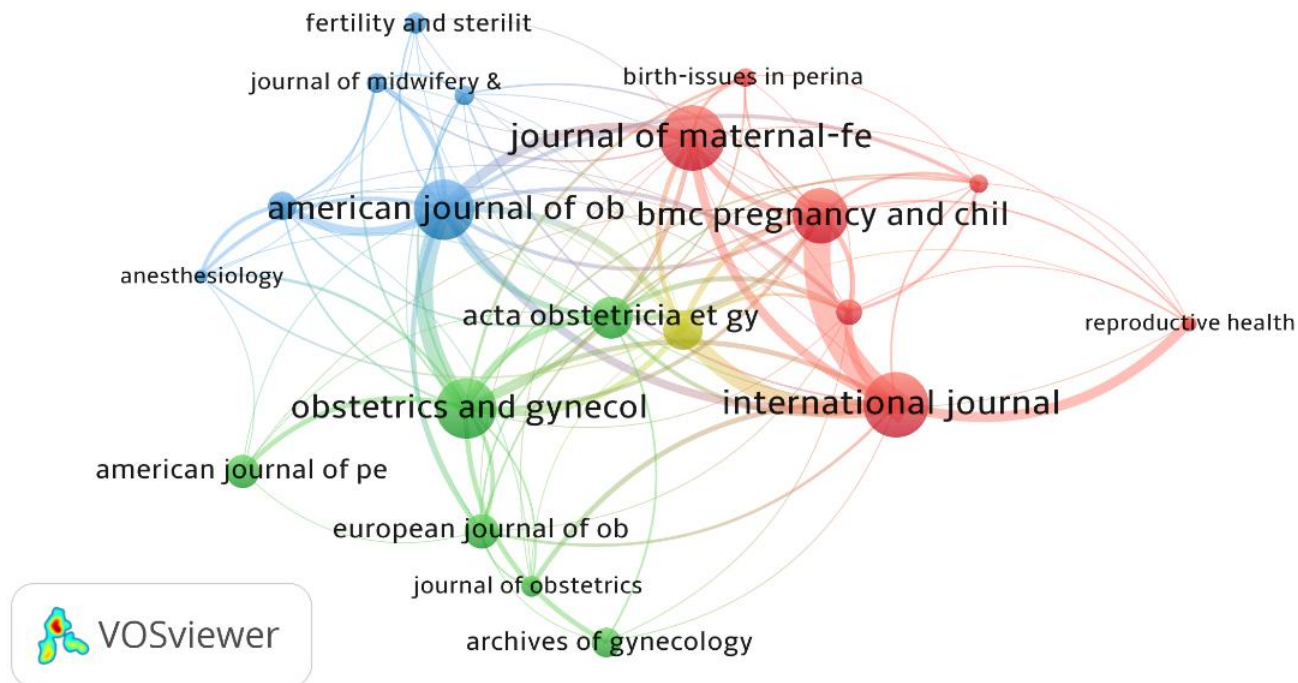 fertility and sterilit
journal of midwifery &
birth-issues in perina
journal of maternal-fe
american journal of ob
bmc pregnancy and chil
anesthesiology
acta obstetricia et gy
reproductive health
obstetrics and gynecol
international journal
american journal of pe
european journal of ob
journal of obstetrics
archives of gynecology
VOSviewer